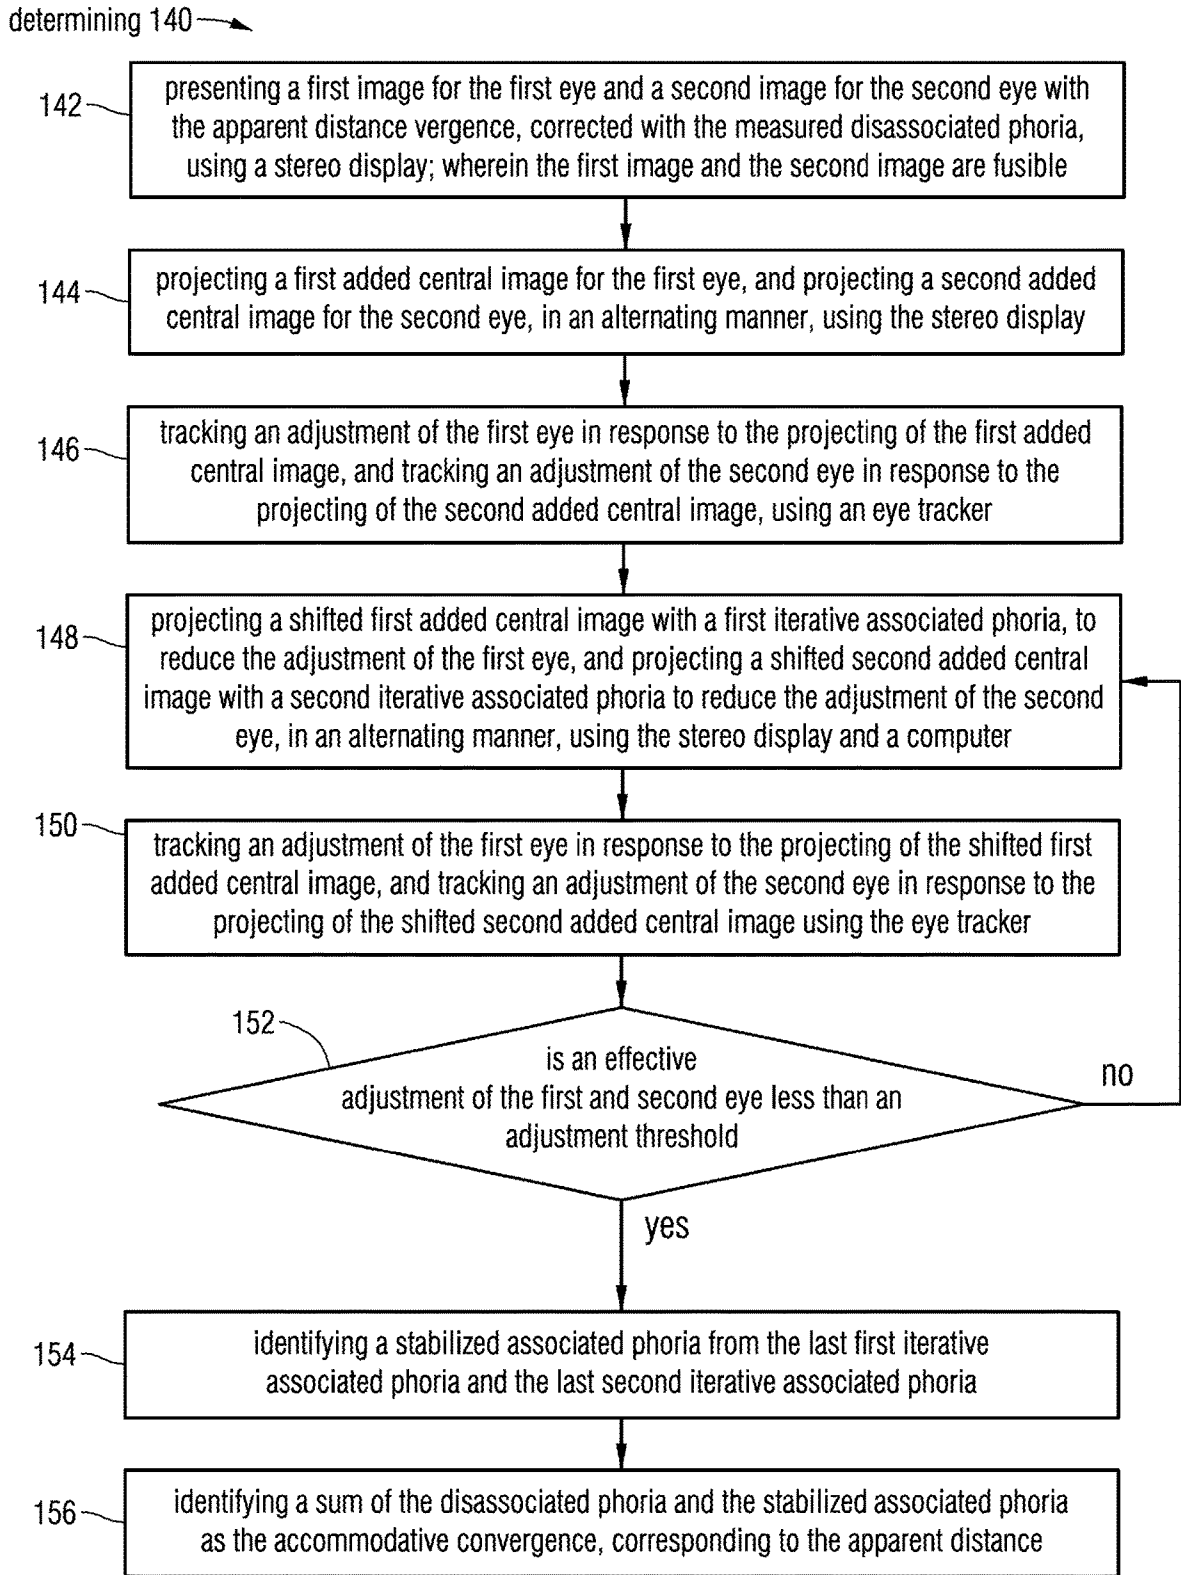 determining 140
142
presenting a first image for the first eye and a second image for the second eye with
the apparent distance vergence, corrected with the measured disassociated phoria,
using a stereo display; wherein the first image and the second image are fusible
144
projecting a first added central image for the first eye, and projecting a second added
central image for the second eye, in an alternating manner, using the stereo display
146
tracking an adjustment of the first eye in response to the projecting of the first added
central image, and tracking an adjustment of the second eye in response to the
projecting of the second added central image, using an eye tracker
148
projecting a shifted first added central image with a first iterative associated phoria, to
reduce the adjustment of the first eye, and projecting a shifted second added central
image with a second iterative associated phoria to reduce the adjustment of the second
eye, in an alternating manner, using the stereo display and a computer
150
tracking an adjustment of the first eye in response to the projecting of the shifted first
added central image, and tracking an adjustment of the second eye in response to the
projecting of the shifted second added central image using the eye tracker
152
is an effective
adjustment of the first and second eye less than an
adjustment threshold
no
yes
154
identifying a stabilized associated phoria from the last first iterative
associated phoria and the last second iterative associated phoria
156
identifying a sum of the disassociated phoria and the stabilized associated phoria
as the accommodative convergence, corresponding to the apparent distance